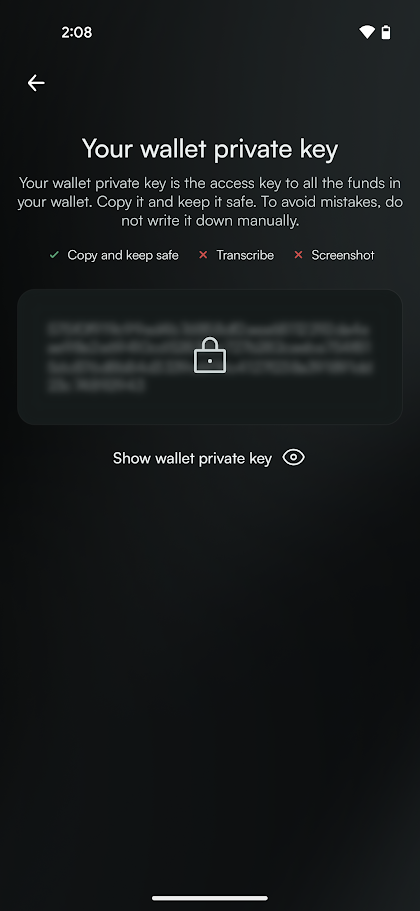 2:08
Your wallet private key
Your wallet private key is the access key to all the funds in
your wallet. Copy it and keep it safe. To avoid mistakes, do
not write it down manually.
Copy and keep safe Transcribe Screenshot
Show wallet private key